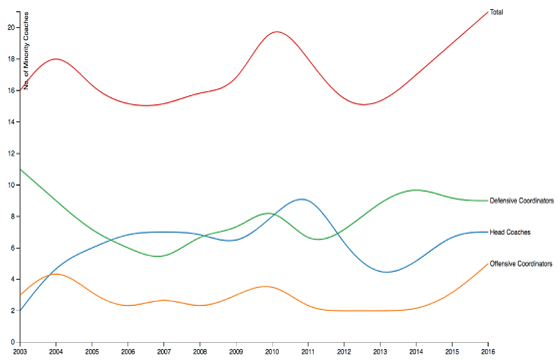 No. of Minority Coaches
20
18
16
14
12
10
8
6
4
2
0
Total
Defensive Coordinators
Head Coaches
Offensive Coordinators
2003 2004 2005 2006 2007 2008 2009 2010 2011 2012 2013 2014 2015 2016